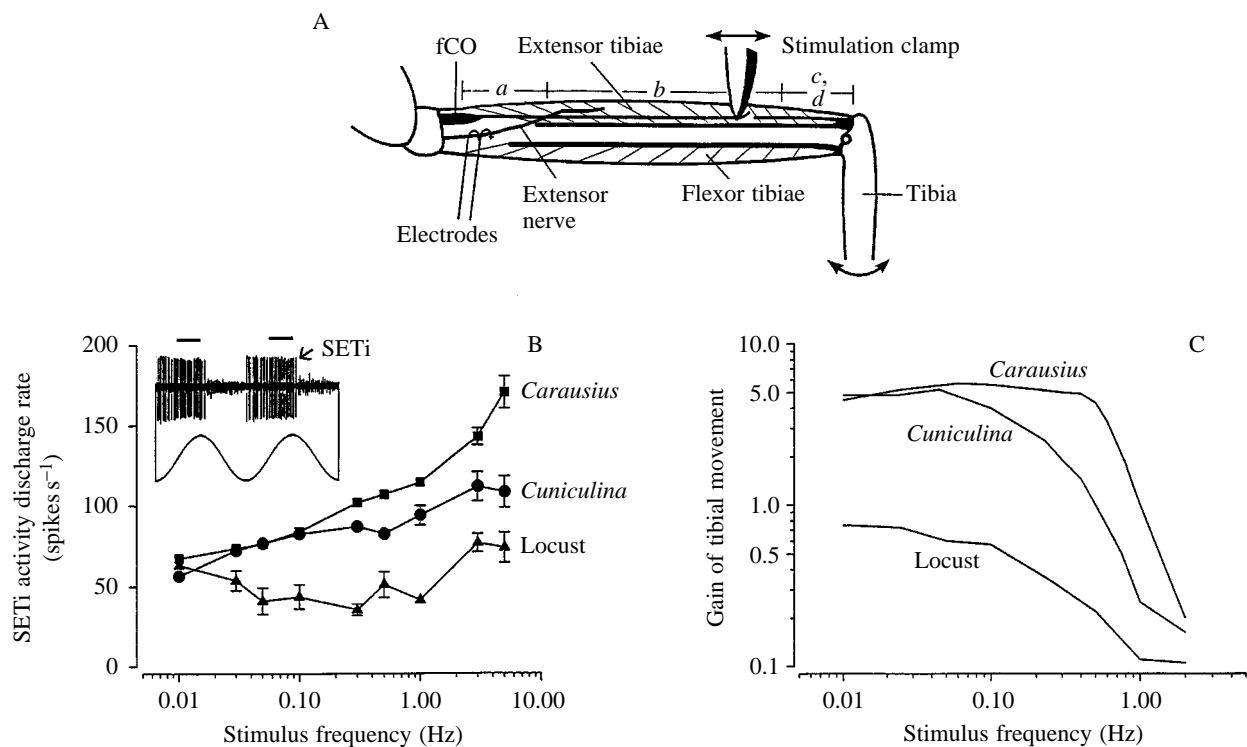 A
fCO
Extensor tibiae
Stimulation clamp
a
b
c,
d
Extensor
nerve
Flexor tibiae
Tibia
Electrodes
B
SETi activity discharge rate
(spikes s⁻¹)
200
150
100
50
0
SETi
Carausius
Cuniculina
Locust
0.01
0.10
1.00
10.00
Stimulus frequency (Hz)
C
Gain of tibial movement
10.0
5.0
1.0
0.5
0.1
Carausius
Cuniculina
Locust
0.01
0.10
1.00
Stimulus frequency (Hz)